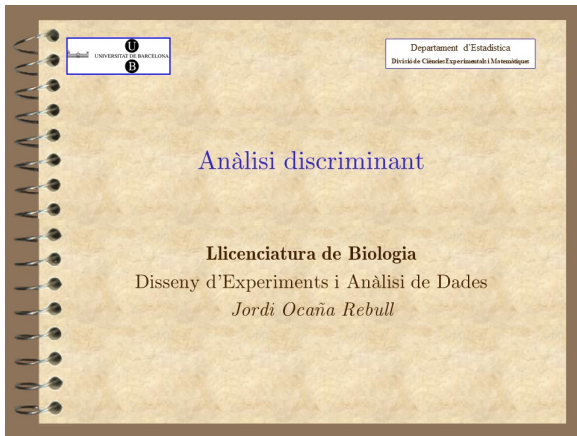 U
UNIVERSITAT DE BARCELONA
B
Departament d'Estadística
Divisió de Ciències Experimentals i Matemàtiques
Anàlisi discriminant
Llicenciatura de Biologia
Disseny d'Experiments i Anàlisi de Dades
Jordi Ocaña Rebull